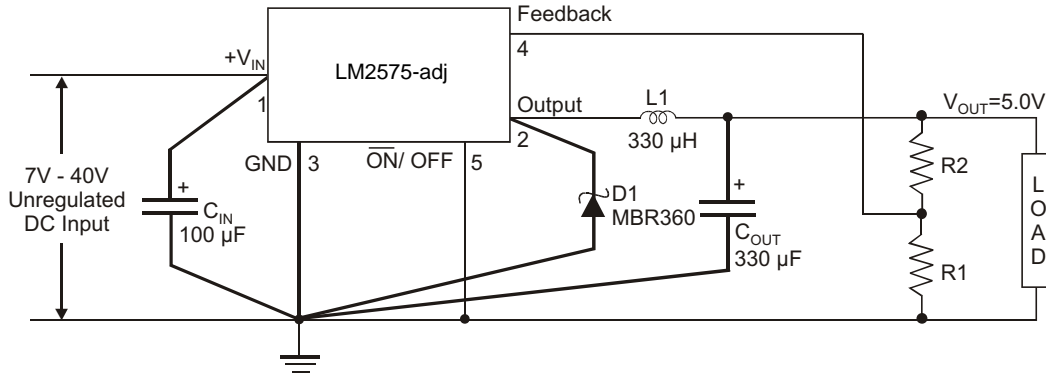 Feedback
4
+VIN
LM2575-adj
1
Output
2
L1
330 µH
VOUT=5.0V
GND 3
ON/ OFF 5
7V - 40V
Unregulated
DC Input
+
CIN
100 µF
D1
MBR360
+
COUT
330 µF
R2
R1
LOAD